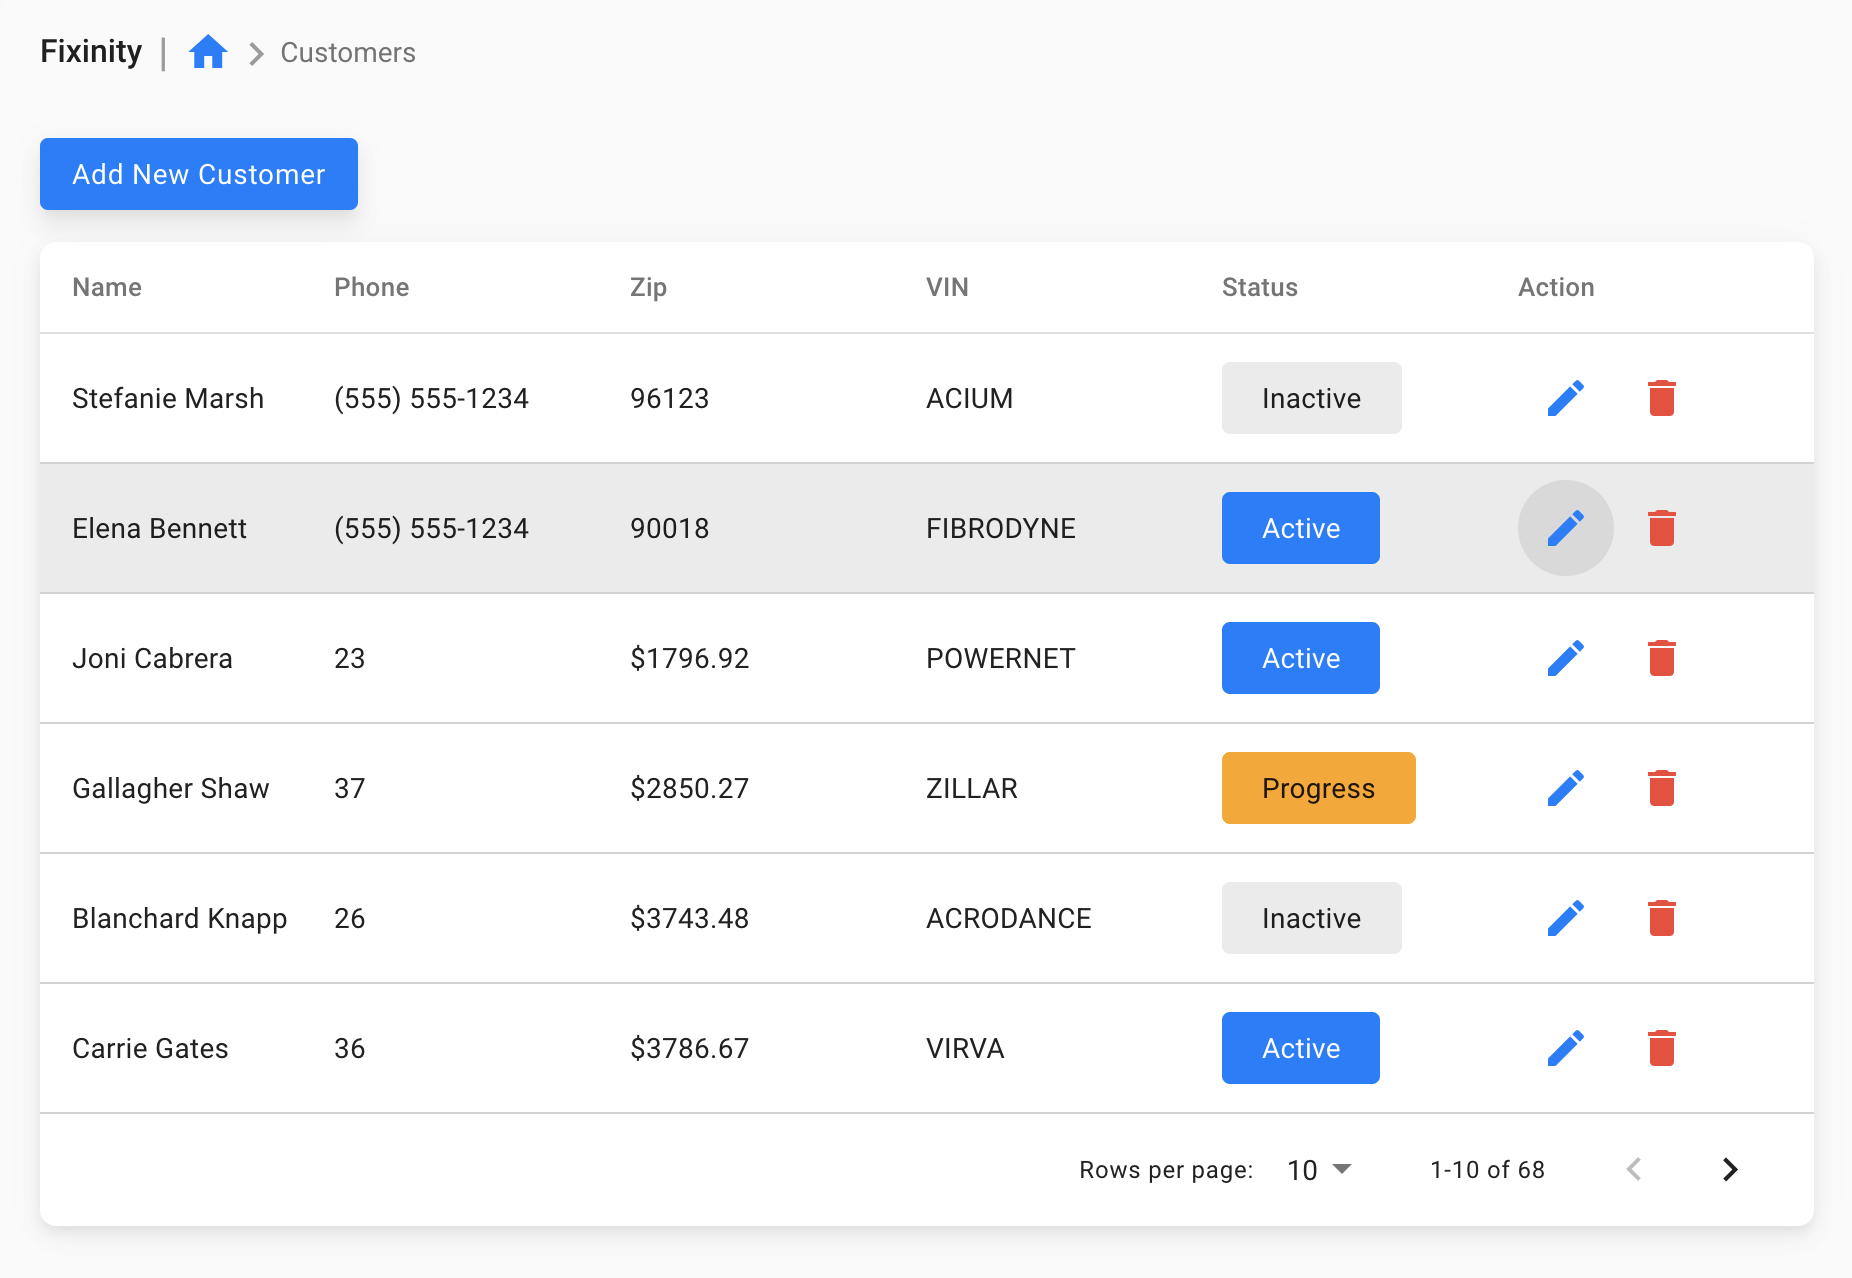 Fixinity | Customers
Add New Customer
Name Phone Zip VIN Status Action
Stefanie Marsh (555) 555-1234 96123 ACIUM Inactive
Elena Bennett (555) 555-1234 90018 FIBRODYNE Active
Joni Cabrera 23 $1796.92 POWERNET Active
Gallagher Shaw 37 $2850.27 ZILLAR Progress
Blanchard Knapp 26 $3743.48 ACRODANCE Inactive
Carrie Gates 36 $3786.67 VIRVA Active
Rows per page: 10 1-10 of 68